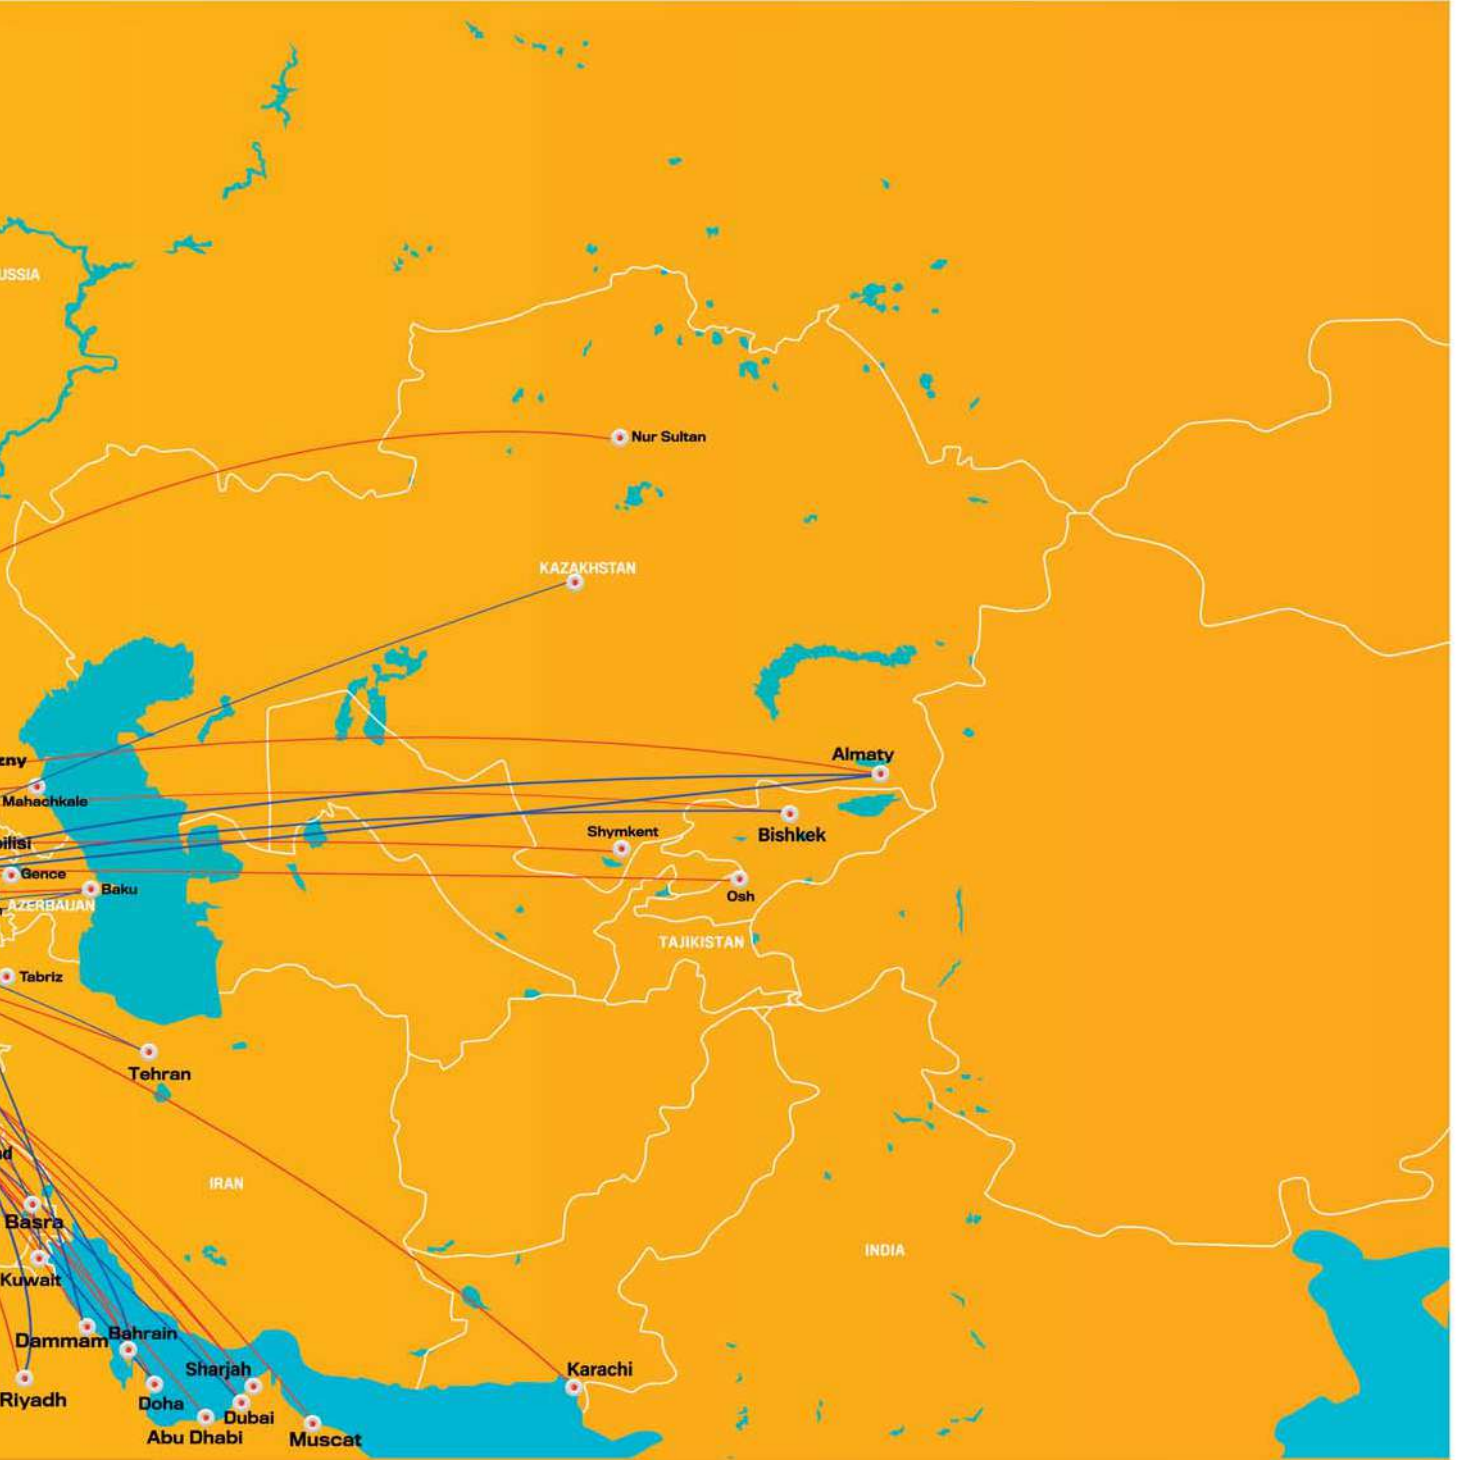 USSIA
Nur Sultan
KAZAKHSTAN
Almaty
zny
Mahachkale
Shymkent
Bishkek
ilisi
Gence
Baku
Osh
AZERBAIJAN
TAJIKISTAN
Tabriz
Tehran
d
IRAN
Basra
INDIA
Kuwait
Dammam
Bahrain
Sharjah
Karachi
Riyadh
Doha
Dubai
Abu Dhabi
Muscat